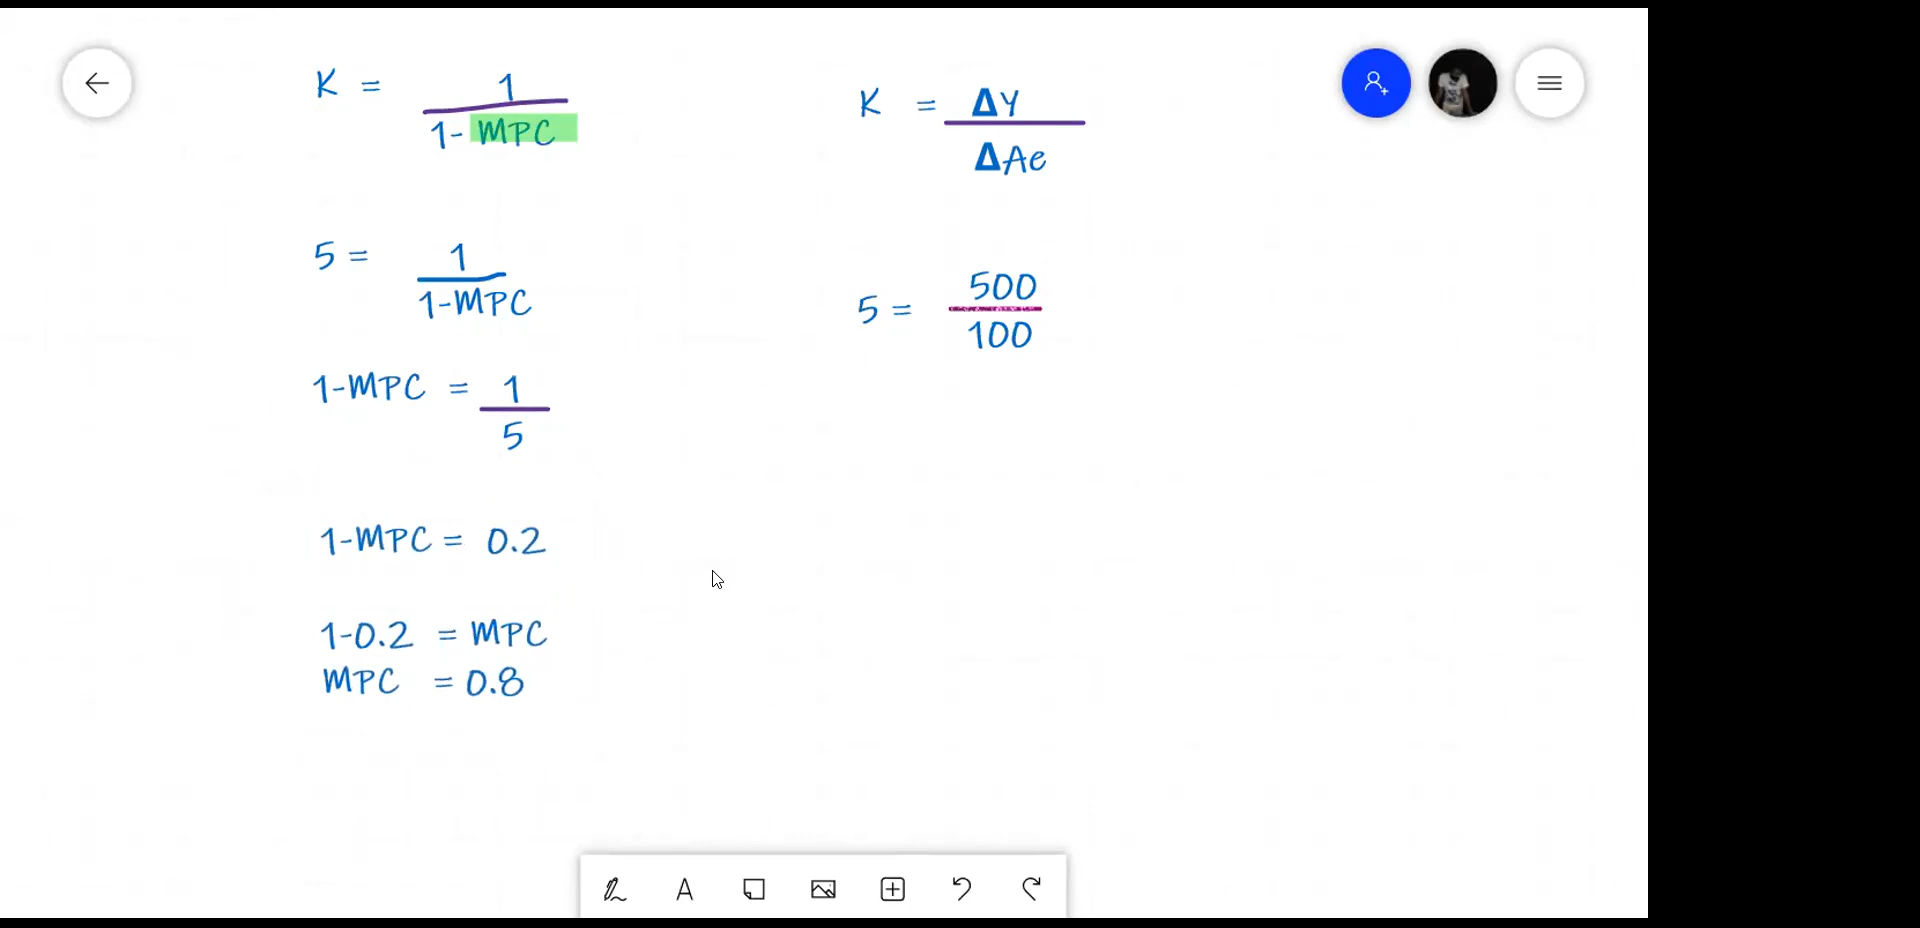 K = 1
1- MPC
5 = 1
1-MPC
1-MPC = 1
5
1-MPC = 0.2
1-0.2 = MPC
MPC = 0.8
K = ΔY
ΔAe
5 = 500
100
A